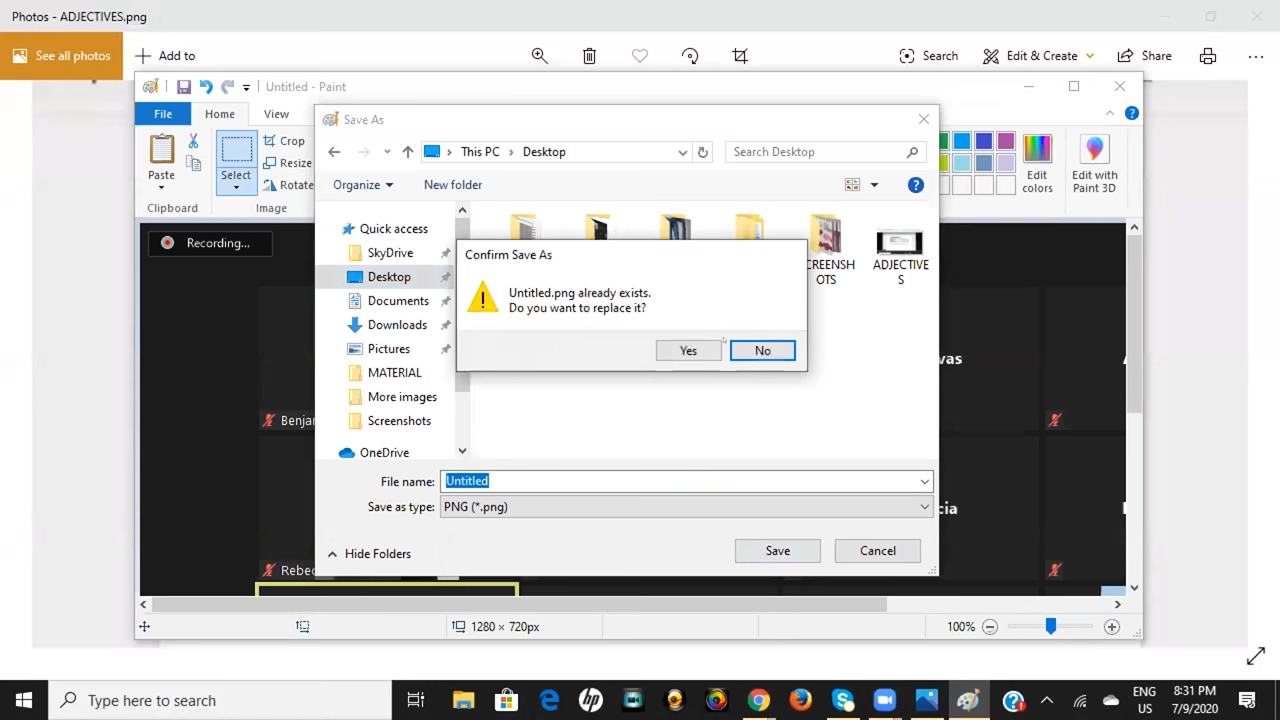 Photos - ADJECTIVES.png
See all photos
Add to
Search
Edit & Create
Share
Untitled - Paint
File
Home
View
Paste
Clipboard
Select
Crop
Resize
Rotate
Image
Edit
colors
Edit with
Paint 3D
Save As
This PC
Desktop
Search Desktop
Organize
New folder
Recording...
Quick access
SkyDrive
Desktop
Documents
Downloads
Pictures
MATERIAL
More images
Screenshots
OneDrive
CREENSH
OTS
ADJECTIVE
S
Confirm Save As
Untitled.png already exists.
Do you want to replace it?
Yes
No
vas
A
Benjan
cia
Rebec
File name:
Untitled
Save as type:
PNG (*.png)
Hide Folders
Save
Cancel
1280 × 720px
100%
Type here to search
ENG
US
8:31 PM
7/9/2020